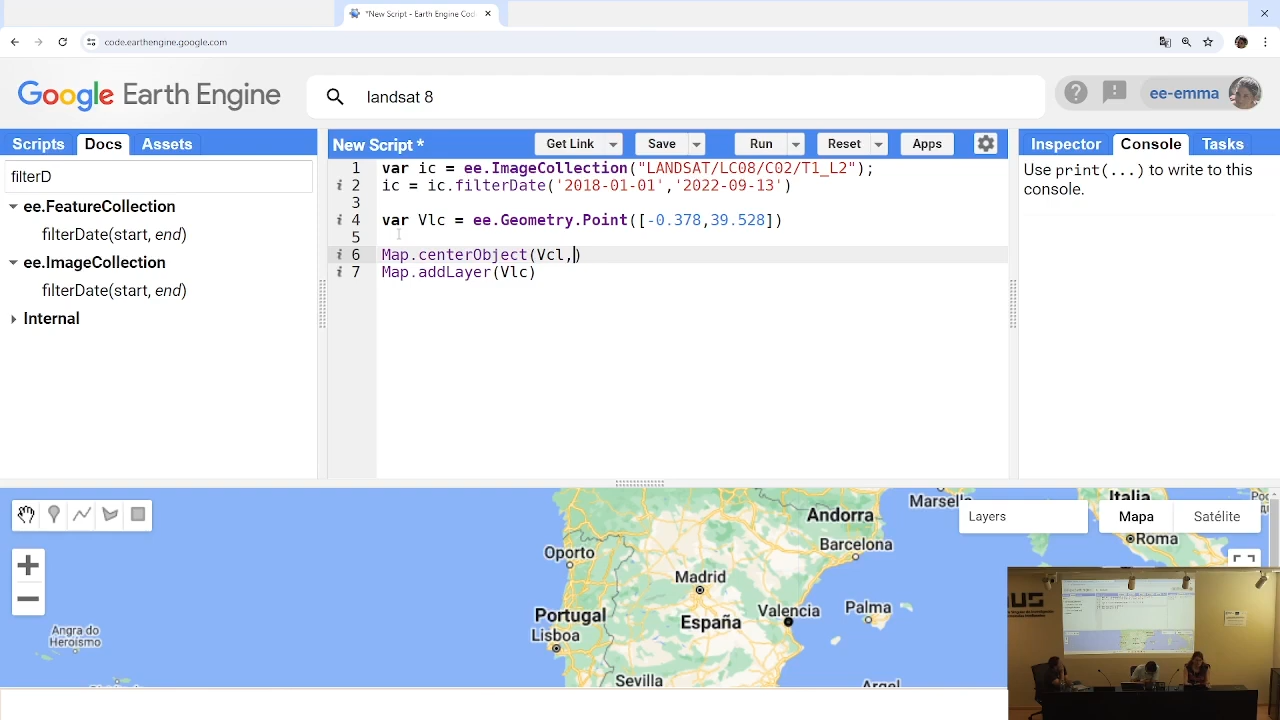 *New Script - Earth Engine Cod
code.earthengine.google.com
Google Earth Engine
landsat 8
ee-emma
Scripts Docs Assets
New Script *
Get Link Save Run Reset Apps
Inspector Console Tasks
filterD
ee.FeatureCollection
filterDate(start, end)
ee.ImageCollection
filterDate(start, end)
Internal
1 var ic = ee.ImageCollection("LANDSAT/LC08/C02/T1_L2");
i 2 ic = ic.filterDate('2018-01-01','2022-09-13')
3
i 4 var Vlc = ee.Geometry.Point([-0.378,39.528])
5
i 6 Map.centerObject(Vcl,)
i 7 Map.addLayer(Vlc)
Use print(...) to write to this
console.
Layers
Mapa Satélite
Marsella
Italia
Andorra
Roma
Oporto
Barcelona
Madrid
Portugal
Valencia
Palma
España
Lisboa
Angra do
Heroísmo
Sevilla
Argel